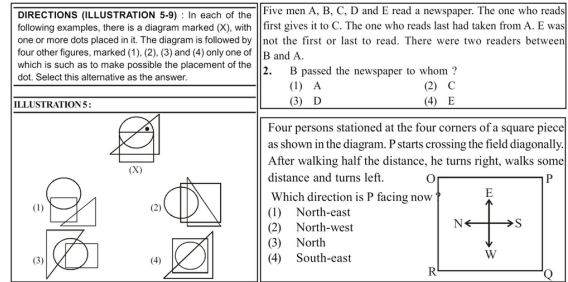 DIRECTIONS (ILLUSTRATION 5-9) : In each of the
following examples, there is a diagram marked (X), with
one or more dots placed in it. The diagram is followed by
four other figures, marked (1), (2), (3) and (4) only one of
which is such as to make possible the placement of the
dot. Select this alternative as the answer.
ILLUSTRATION 5 :
(X)
(1)
(2)
(3)
(4)
Five men A, B, C, D and E read a newspaper. The one who reads
first gives it to C. The one who reads last had taken from A. E was
not the first or last to read. There were two readers between
B and A.
2. B passed the newspaper to whom ?
(1) A (2) C
(3) D (4) E
Four persons stationed at the four corners of a square piece
as shown in the diagram. P starts crossing the field diagonally.
After walking half the distance, he turns right, walks some
distance and turns left.
Which direction is P facing now ?
(1) North-east
(2) North-west
(3) North
(4) South-east
O P
E
N S
W
R Q